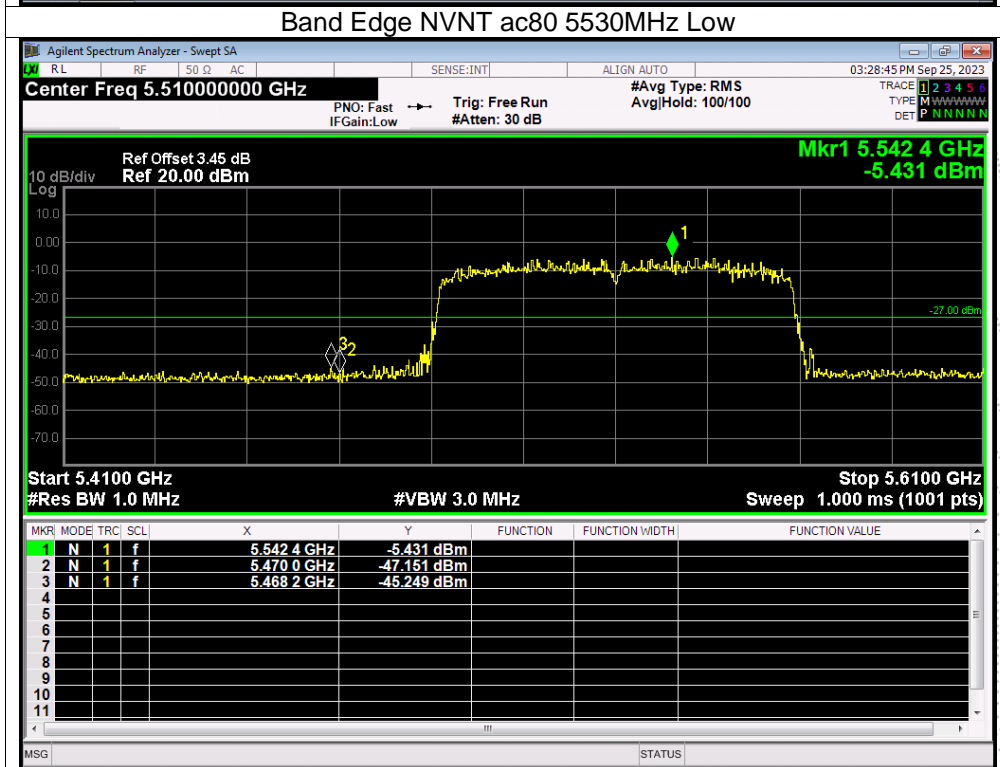 Band Edge NVNT ac80 5530MHz Low
Agilent Spectrum Analyzer - Swept SA
LXI RL RF 50 Ω AC SENSE:INT ALIGN AUTO 03:28:45 PM Sep 25, 2023
Center Freq 5.510000000 GHz #Avg Type: RMS TRACE 1 2 3 4 5 6
PNO: Fast Trig: Free Run Avg|Hold: 100/100 TYPE M WWWWW
IFGain:Low #Atten: 30 dB DET P N N N N N
Mkr1 5.542 4 GHz
Ref Offset 3.45 dB
10 dB/div Ref 20.00 dBm -5.431 dBm
Log
10.0
0.00
1
-10.0
-20.0
-27.00 dBm
-30.0
3 2
-40.0
-50.0
-60.0
-70.0
Start 5.4100 GHz Stop 5.6100 GHz
#Res BW 1.0 MHz #VBW 3.0 MHz Sweep 1.000 ms (1001 pts)
MKR MODE TRC SCL X Y FUNCTION FUNCTION WIDTH FUNCTION VALUE
1 N 1 f 5.542 4 GHz -5.431 dBm
2 N 1 f 5.470 0 GHz -47.151 dBm
3 N 1 f 5.468 2 GHz -45.249 dBm
4
5
6
7
8
9
10
11
MSG STATUS